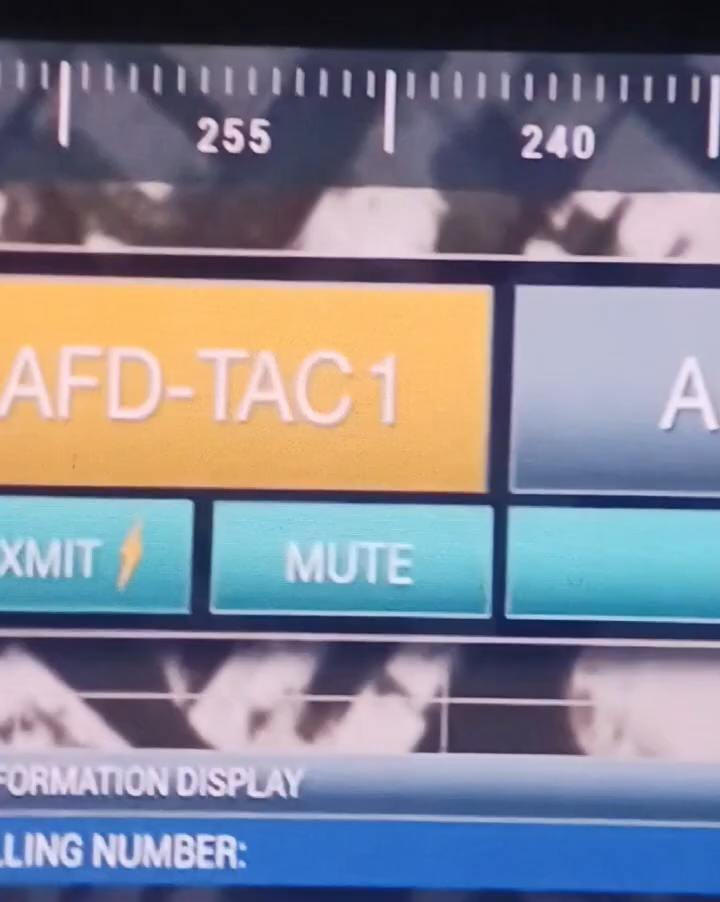 255 240
AFD-TAC1 A
XMIT MUTE
FORMATION DISPLAY
LLING NUMBER: